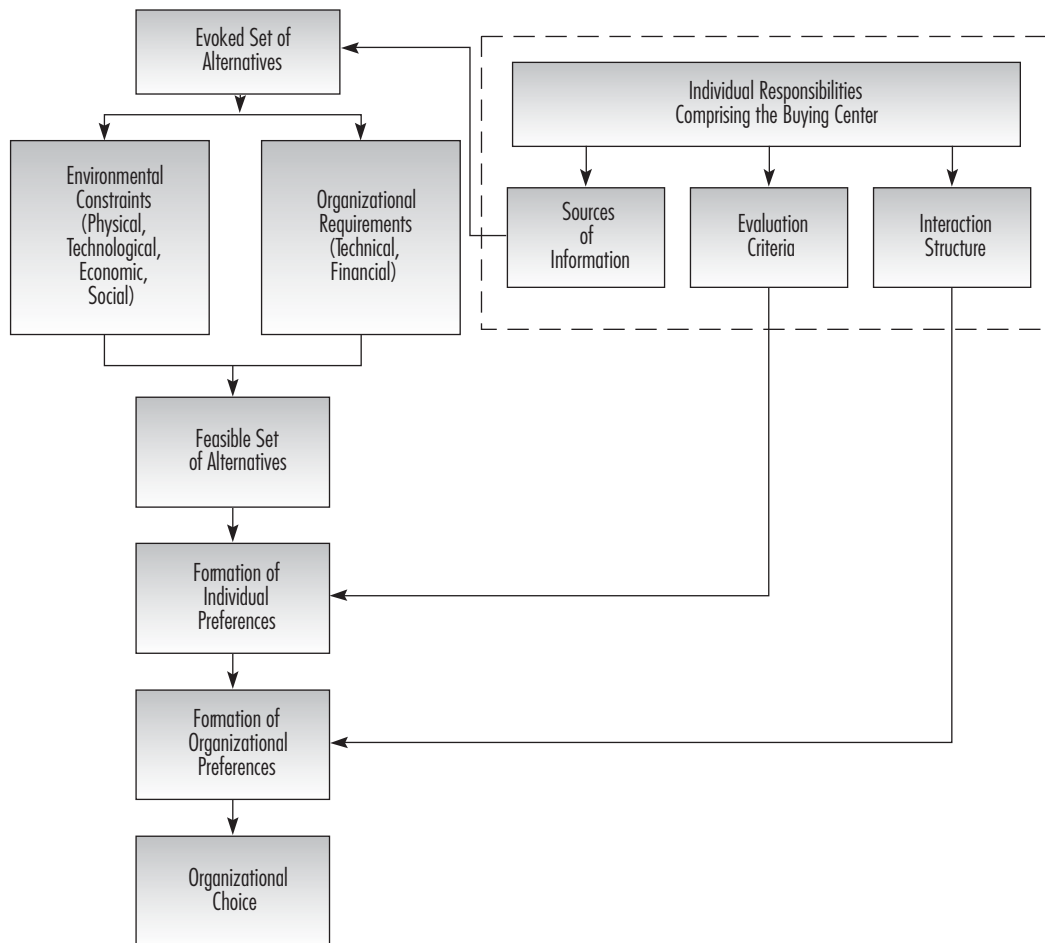 Evoked Set of
Alternatives
Individual Responsibilities
Comprising the Buying Center
Environmental
Constraints
(Physical,
Technological,
Economic,
Social)
Organizational
Requirements
(Technical,
Financial)
Sources
of
Information
Evaluation
Criteria
Interaction
Structure
Feasible Set
of Alternatives
Formation of
Individual
Preferences
Formation of
Organizational
Preferences
Organizational
Choice